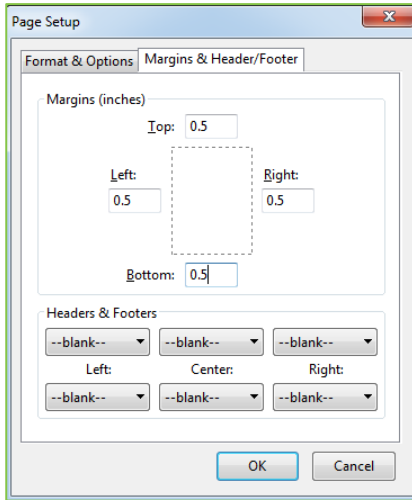 Page Setup
Format & Options Margins & Header/Footer
Margins (inches)
Top: 0.5
Left: Right:
0.5 0.5
Bottom: 0.5
Headers & Footers
--blank-- --blank-- --blank--
Left: Center: Right:
--blank-- --blank-- --blank--
OK Cancel